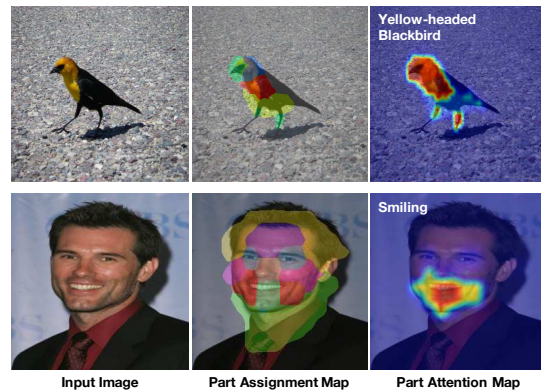 Yellow-headed
Blackbird
Smiling
Input Image
Part Assignment Map
Part Attention Map